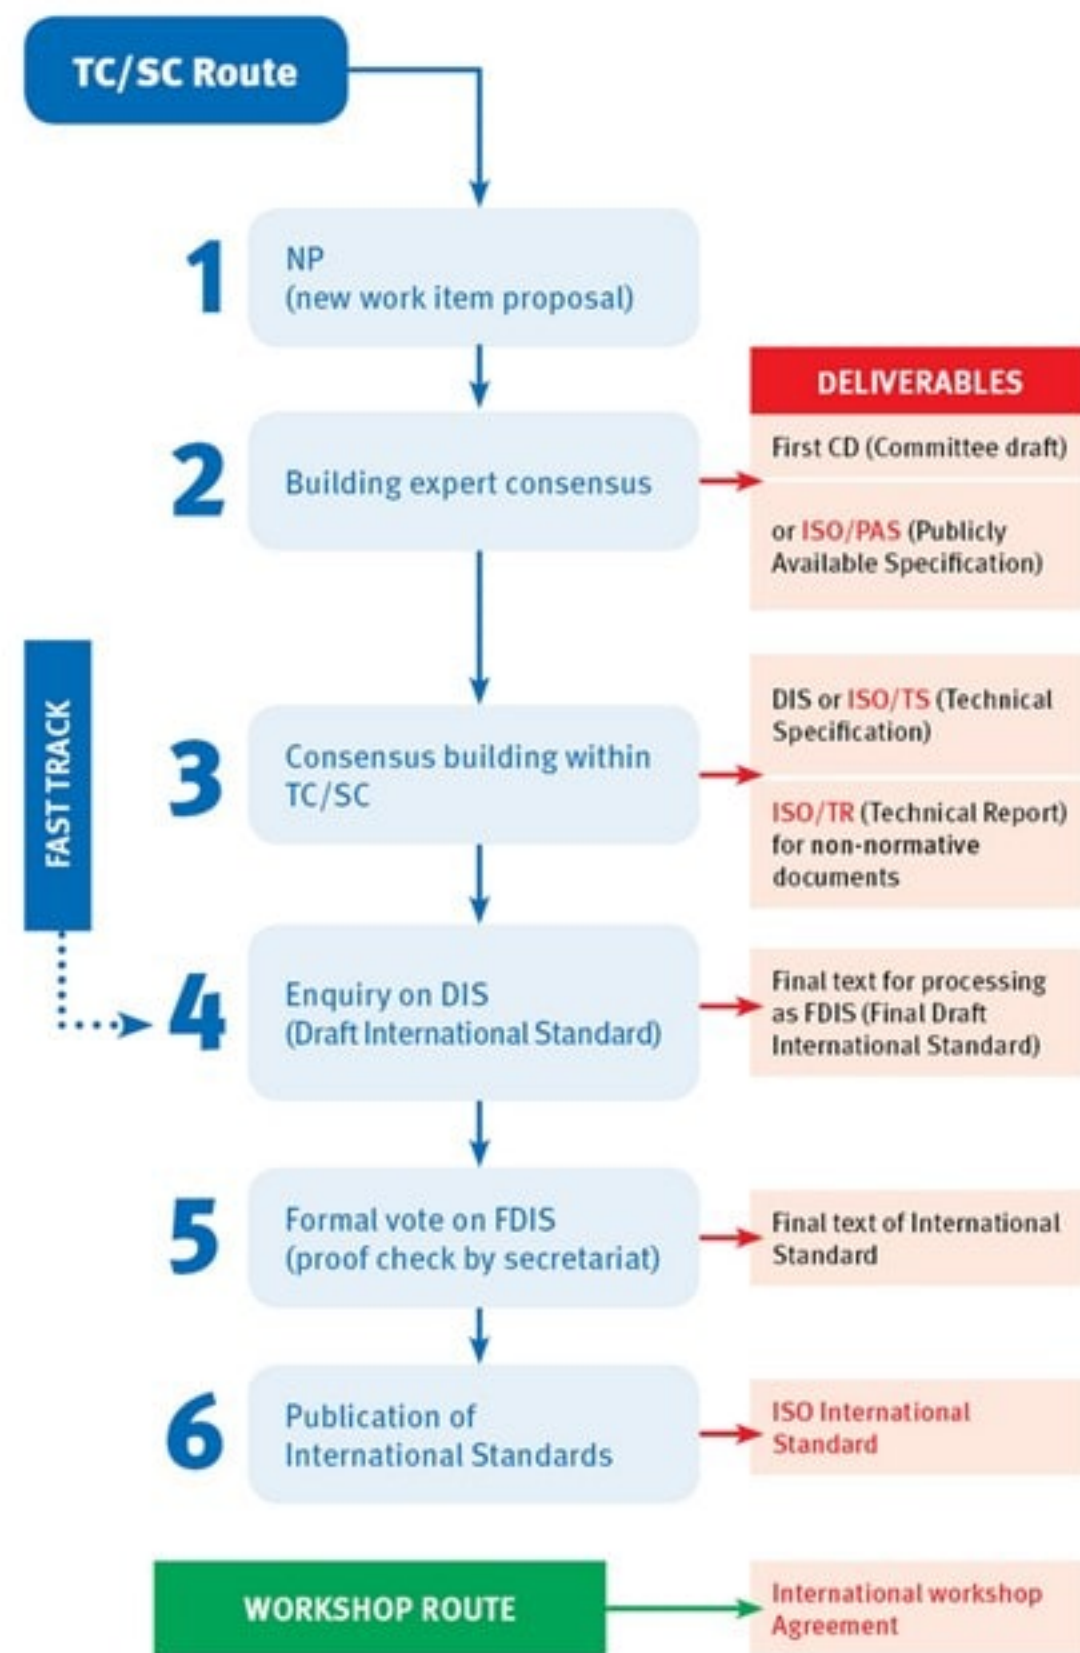 TC/SC Route
1
NP
(new work item proposal)
DELIVERABLES
2
Building expert consensus
First CD (Committee draft)
or ISO/PAS (Publicly
Available Specification)
FAST TRACK
3
Consensus building within
TC/SC
DIS or ISO/TS (Technical
Specification)
ISO/TR (Technical Report)
for non-normative
documents
4
Enquiry on DIS
(Draft International Standard)
Final text for processing
as FDIS (Final Draft
International Standard)
5
Formal vote on FDIS
(proof check by secretariat)
Final text of International
Standard
6
Publication of
International Standards
ISO International
Standard
WORKSHOP ROUTE
International workshop
Agreement